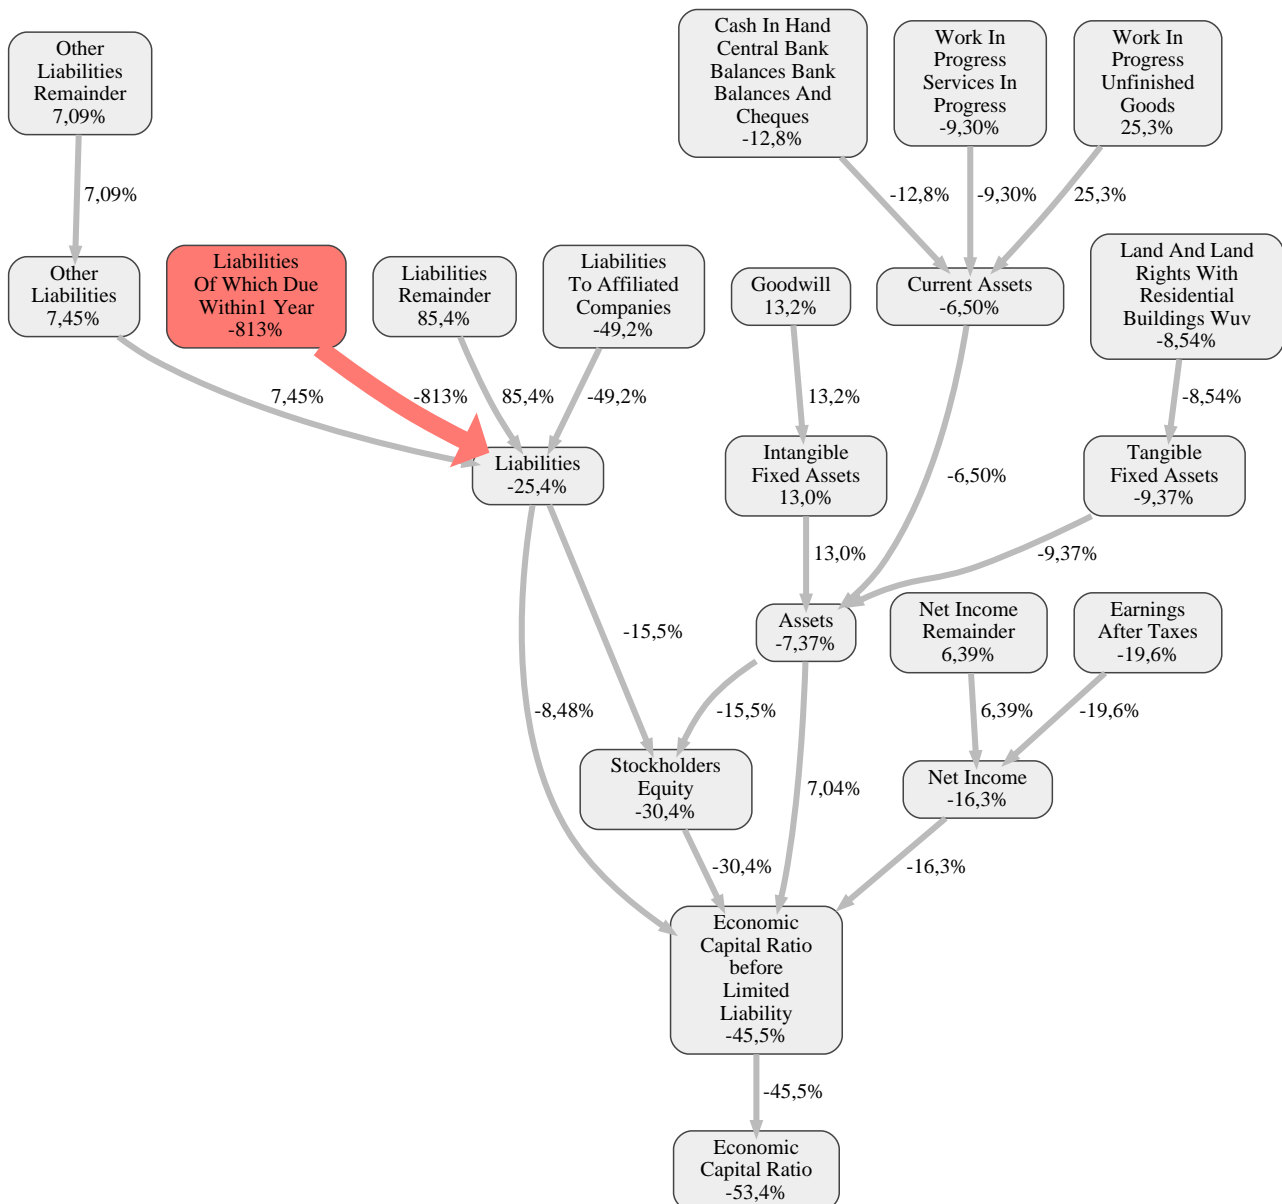 Other
Liabilities
Remainder
7,09%
Cash In Hand
Central Bank
Balances Bank
Balances And
Cheques
-12,8%
Work In
Progress
Services In
Progress
-9,30%
Work In
Progress
Unfinished
Goods
25,3%
7,09%
-12,8%
-9,30%
25,3%
Other
Liabilities
7,45%
Liabilities
Of Which Due
Within1 Year
-813%
Liabilities
Remainder
85,4%
Liabilities
To Affiliated
Companies
-49,2%
Goodwill
13,2%
Current Assets
-6,50%
Land And Land
Rights With
Residential
Buildings Wuv
-8,54%
7,45%
-813%
85,4%
-49,2%
13,2%
-8,54%
Liabilities
-25,4%
Intangible
Fixed Assets
13,0%
-6,50%
Tangible
Fixed Assets
-9,37%
13,0%
-9,37%
-15,5%
Assets
-7,37%
Net Income
Remainder
6,39%
Earnings
After Taxes
-19,6%
-8,48%
-15,5%
6,39%
-19,6%
Stockholders
Equity
-30,4%
7,04%
Net Income
-16,3%
-30,4%
-16,3%
Economic
Capital Ratio
before
Limited
Liability
-45,5%
-45,5%
Economic
Capital Ratio
-53,4%